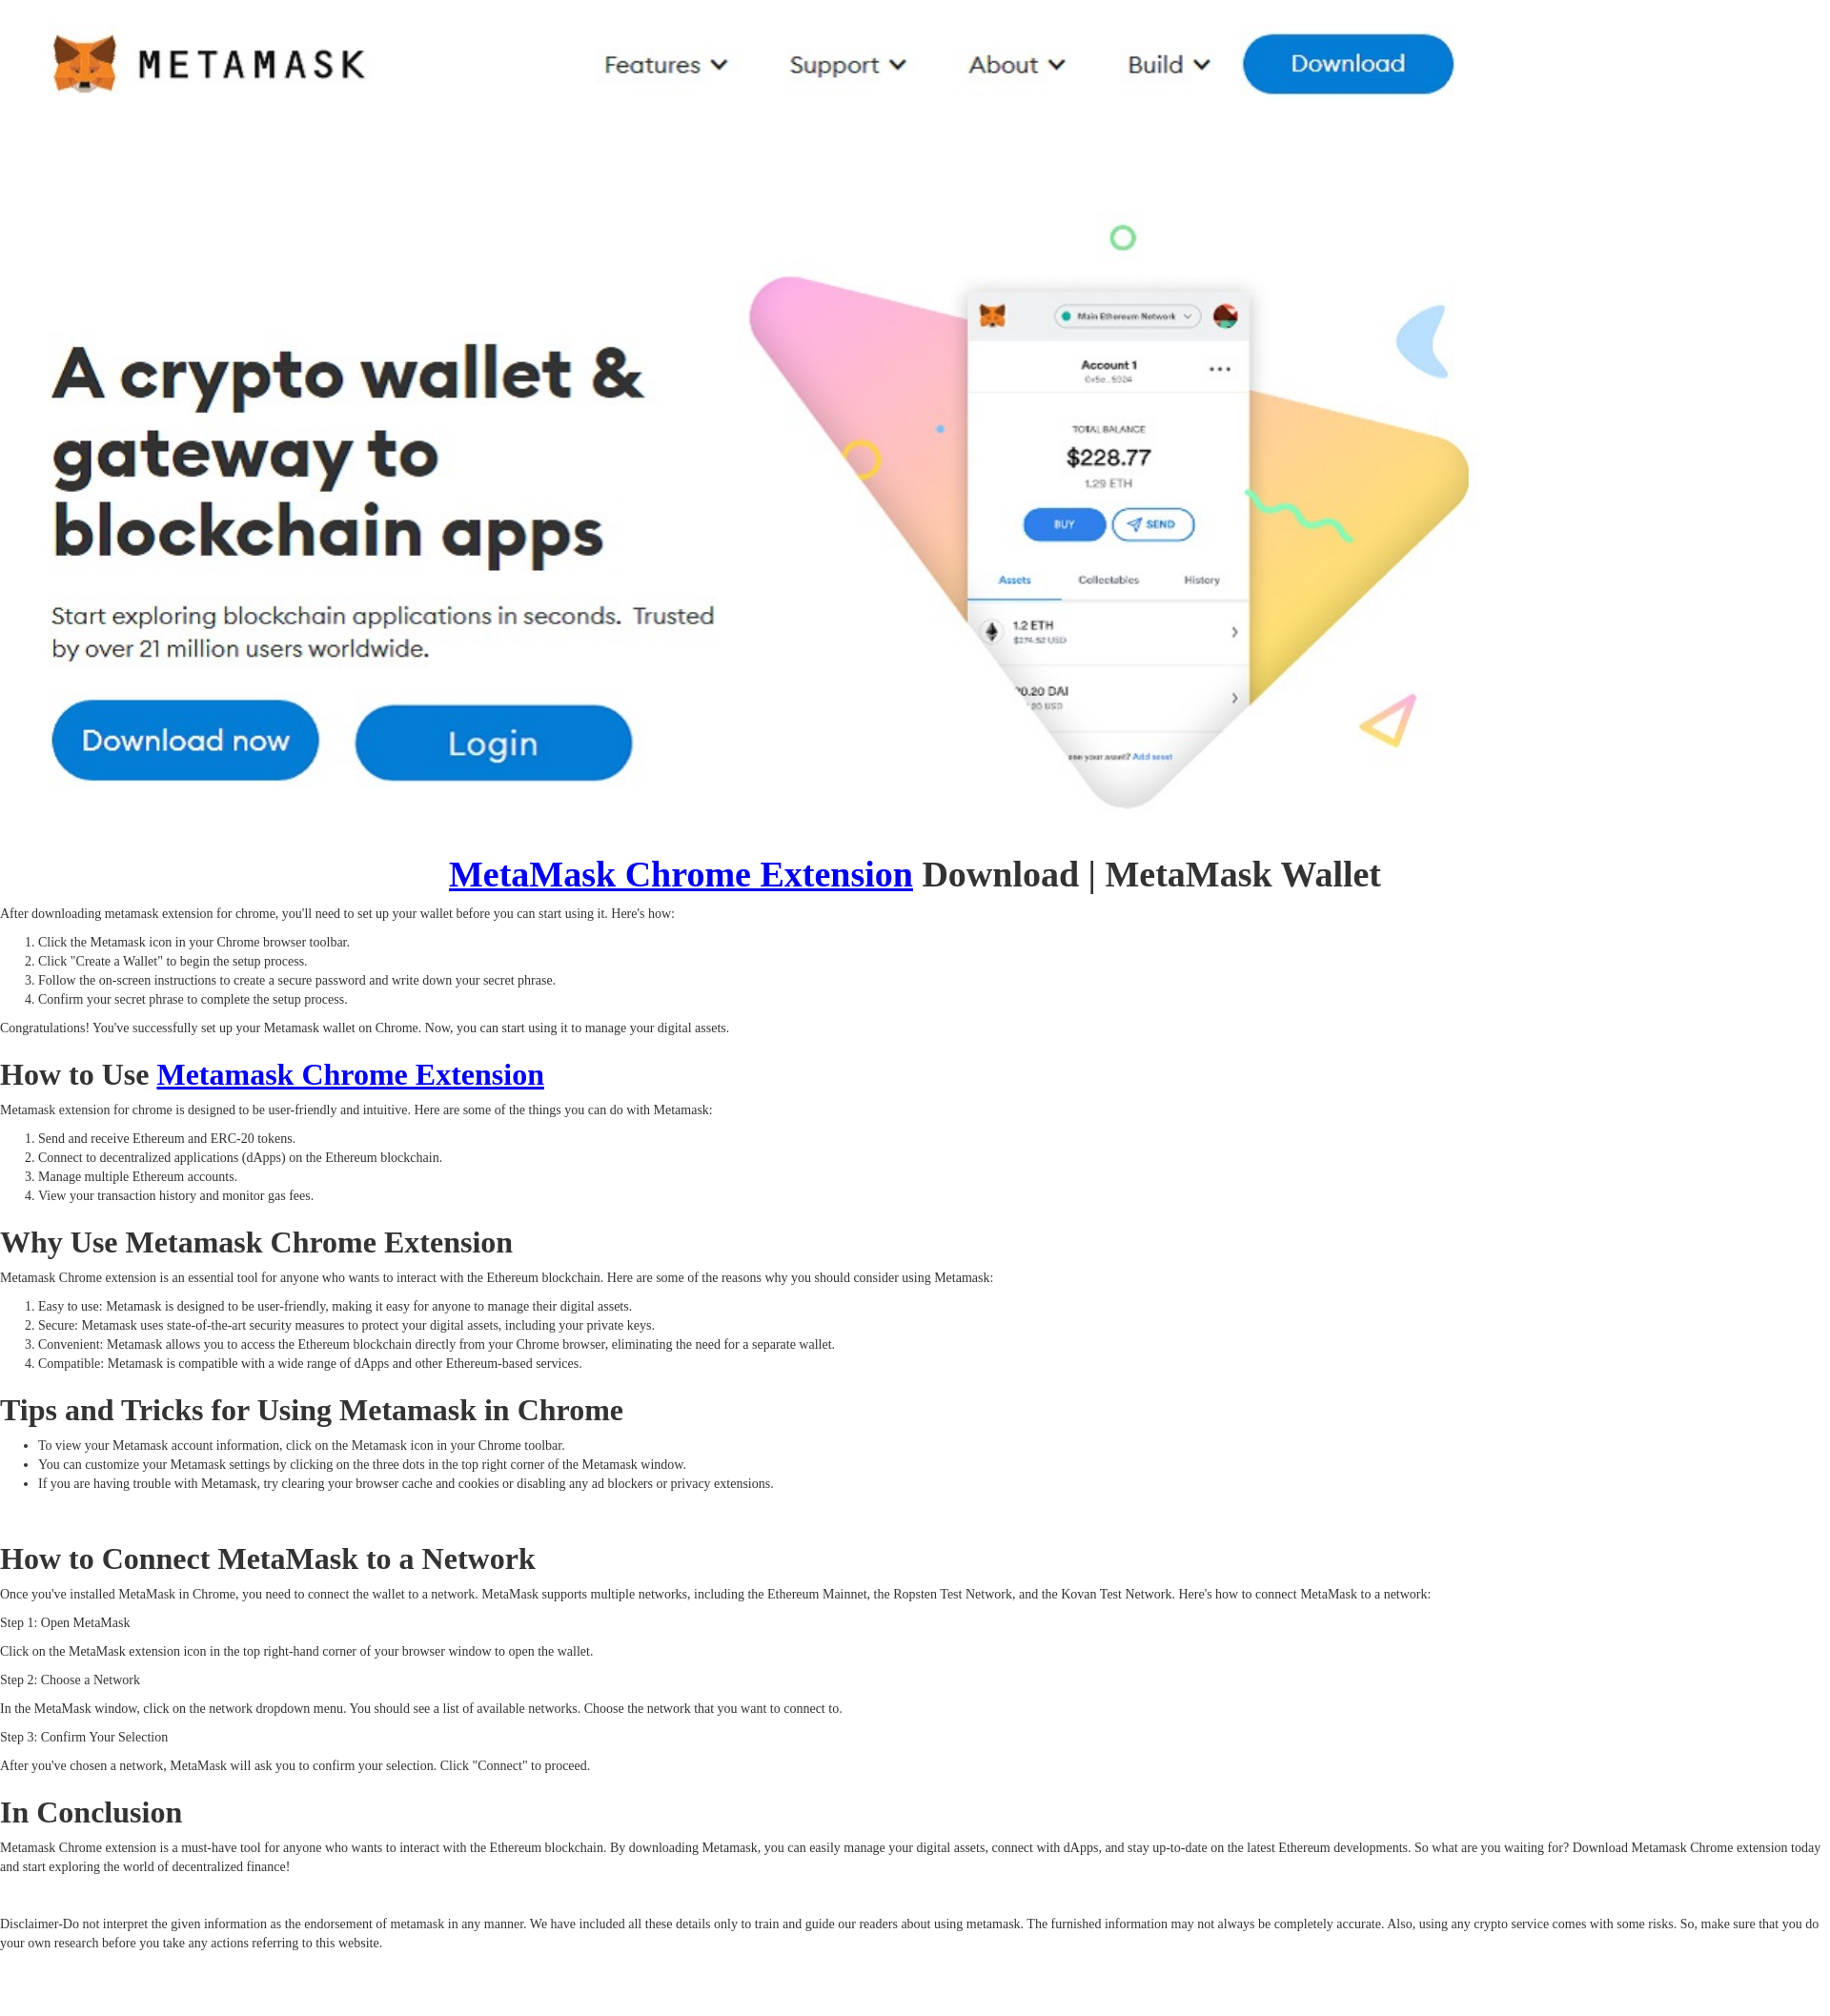 METAMASK
Features Support About Build Download
A crypto wallet &
gateway to
blockchain apps
Start exploring blockchain applications in seconds. Trusted
by over 21 million users worldwide.
Download now Login
Main Ethereum Network
Account 1
TOTAL BALANCE
$228.77
1.29 ETH
BUY SEND
Assets Collectables History
1.2 ETH
$274.52 USD
0.20 DAI
USD
your asset? Add asset
MetaMask Chrome Extension Download | MetaMask Wallet
After downloading metamask extension for chrome, you'll need to set up your wallet before you can start using it. Here's how:
1. Click the Metamask icon in your Chrome browser toolbar.
2. Click "Create a Wallet" to begin the setup process.
3. Follow the on-screen instructions to create a secure password and write down your secret phrase.
4. Confirm your secret phrase to complete the setup process.
Congratulations! You've successfully set up your Metamask wallet on Chrome. Now, you can start using it to manage your digital assets.
How to Use Metamask Chrome Extension
Metamask extension for chrome is designed to be user-friendly and intuitive. Here are some of the things you can do with Metamask:
1. Send and receive Ethereum and ERC-20 tokens.
2. Connect to decentralized applications (dApps) on the Ethereum blockchain.
3. Manage multiple Ethereum accounts.
4. View your transaction history and monitor gas fees.
Why Use Metamask Chrome Extension
Metamask Chrome extension is an essential tool for anyone who wants to interact with the Ethereum blockchain. Here are some of the reasons why you should consider using Metamask:
1. Easy to use: Metamask is designed to be user-friendly, making it easy for anyone to manage their digital assets.
2. Secure: Metamask uses state-of-the-art security measures to protect your digital assets, including your private keys.
3. Convenient: Metamask allows you to access the Ethereum blockchain directly from your Chrome browser, eliminating the need for a separate wallet.
4. Compatible: Metamask is compatible with a wide range of dApps and other Ethereum-based services.
Tips and Tricks for Using Metamask in Chrome
• To view your Metamask account information, click on the Metamask icon in your Chrome toolbar.
• You can customize your Metamask settings by clicking on the three dots in the top right corner of the Metamask window.
• If you are having trouble with Metamask, try clearing your browser cache and cookies or disabling any ad blockers or privacy extensions.
How to Connect MetaMask to a Network
Once you've installed MetaMask in Chrome, you need to connect the wallet to a network. MetaMask supports multiple networks, including the Ethereum Mainnet, the Ropsten Test Network, and the Kovan Test Network. Here's how to connect MetaMask to a network:
Step 1: Open MetaMask
Click on the MetaMask extension icon in the top right-hand corner of your browser window to open the wallet.
Step 2: Choose a Network
In the MetaMask window, click on the network dropdown menu. You should see a list of available networks. Choose the network that you want to connect to.
Step 3: Confirm Your Selection
After you've chosen a network, MetaMask will ask you to confirm your selection. Click "Connect" to proceed.
In Conclusion
Metamask Chrome extension is a must-have tool for anyone who wants to interact with the Ethereum blockchain. By downloading Metamask, you can easily manage your digital assets, connect with dApps, and stay up-to-date on the latest Ethereum developments. So what are you waiting for? Download Metamask Chrome extension today
and start exploring the world of decentralized finance!
Disclaimer-Do not interpret the given information as the endorsement of metamask in any manner. We have included all these details only to train and guide our readers about using metamask. The furnished information may not always be completely accurate. Also, using any crypto service comes with some risks. So, make sure that you do
your own research before you take any actions referring to this website.